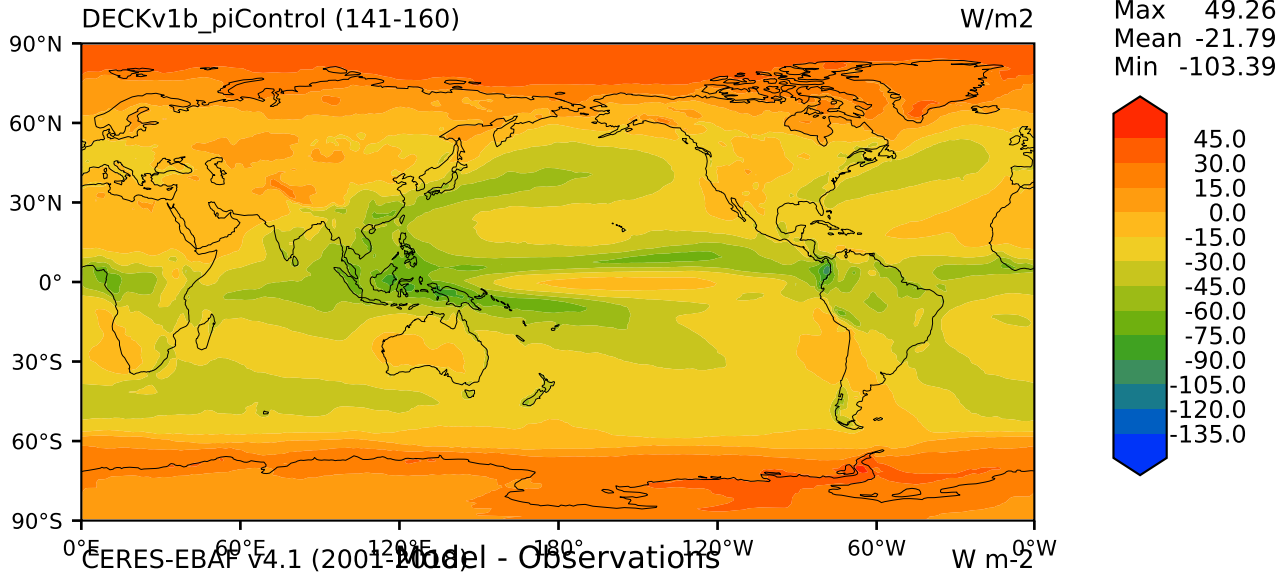 DECKv1b_piControl (141-160) W/m2
Max 49.26
Mean -21.79
Min -103.39
90°N
60°N
30°N
0°
30°S
60°S
90°S
45.0
30.0
15.0
0.0
-15.0
-30.0
-45.0
-60.0
-75.0
-90.0
-105.0
-120.0
-135.0
0°E 60°E 120°E 180° 120°W 60°W 0°W
CERES-EBAF v4.1 (2001-2018) Model - Observations W m-2